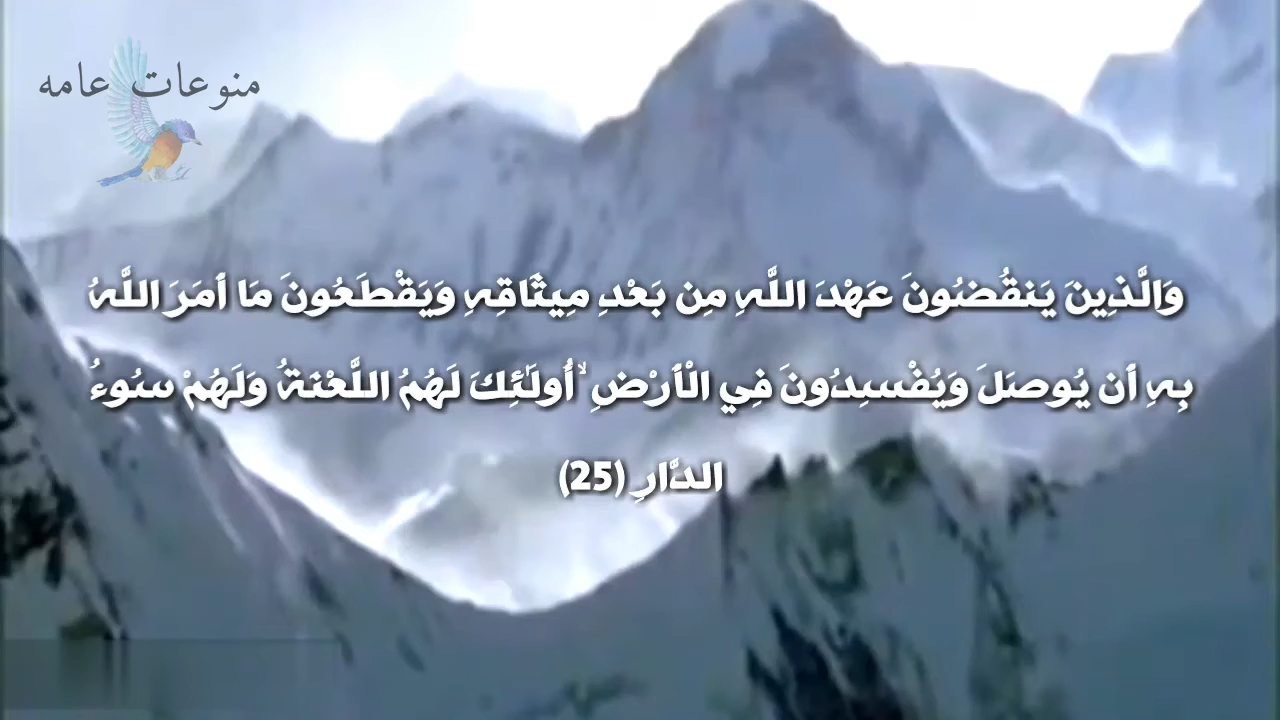 منوعات عامه
وَالَّذِينَ يَنقُضُونَ عَهْدَ اللَّهِ مِن بَعْدِ مِيثَاقِهِ وَيَقْطَعُونَ مَا أَمَرَ اللَّهُ
بِهِ أَن يُوصَلَ وَيُفْسِدُونَ فِي الْأَرْضِ ۙ أُولَٰئِكَ لَهُمُ اللَّعْنَةُ وَلَهُمْ سُوءُ
الدَّارِ (25)